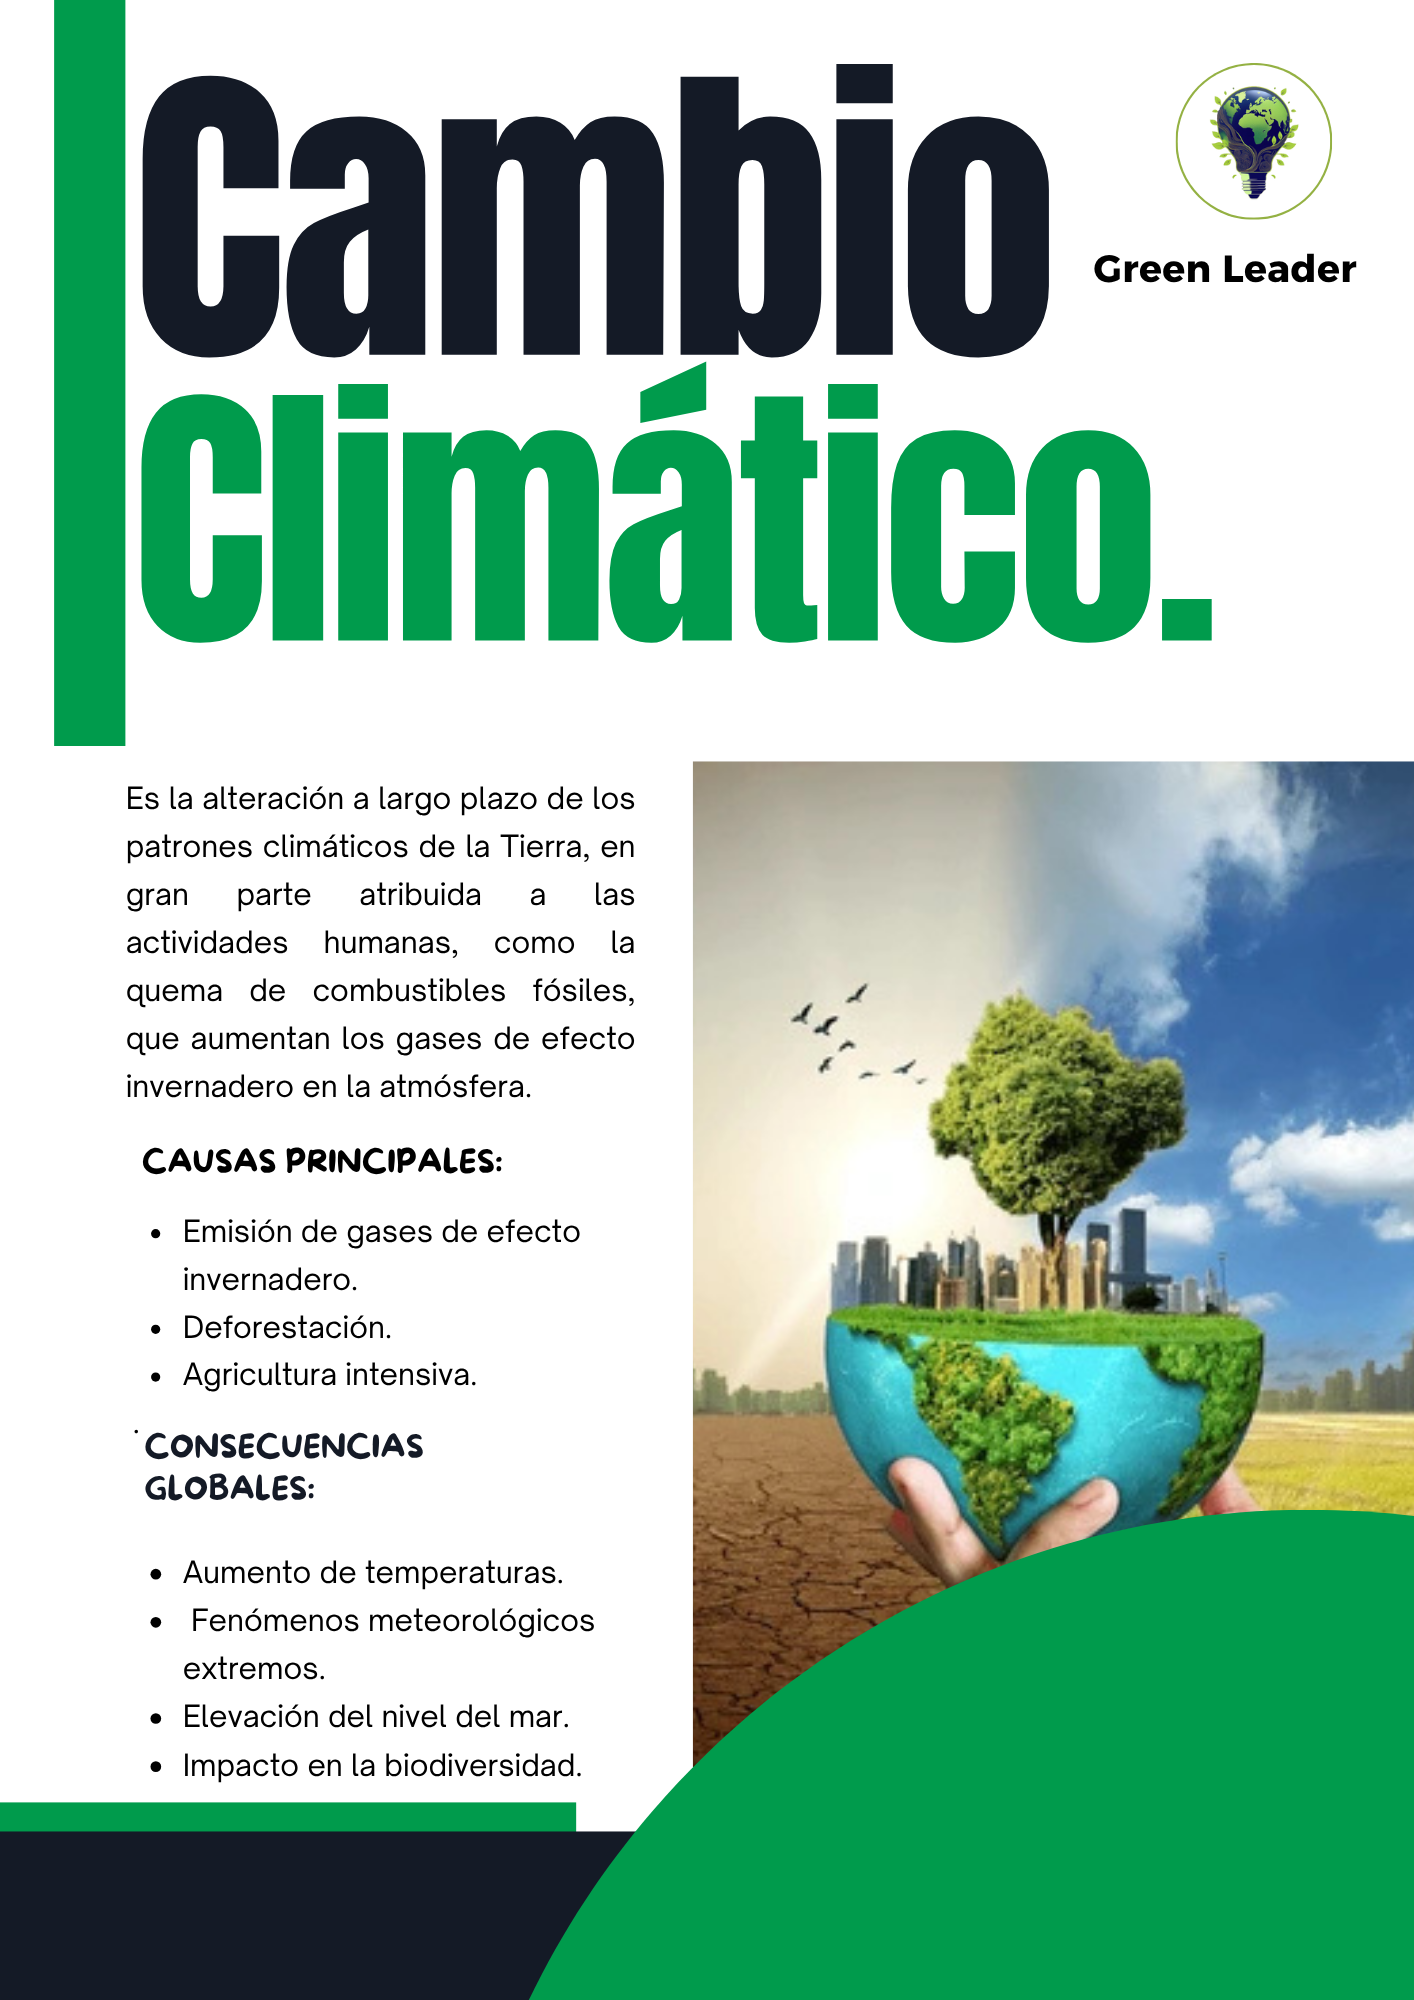 Cambio
Green Leader
Climático.
Es la alteración a largo plazo de los
patrones climáticos de la Tierra, en
gran parte atribuida a las
actividades humanas, como la
quema de combustibles fósiles,
que aumentan los gases de efecto
invernadero en la atmósfera.
CAUSAS PRINCIPALES:
• Emisión de gases de efecto
invernadero.
• Deforestación.
• Agricultura intensiva.
.
CONSECUENCIAS
GLOBALES:
• Aumento de temperaturas.
• Fenómenos meteorológicos
extremos.
• Elevación del nivel del mar.
• Impacto en la biodiversidad.